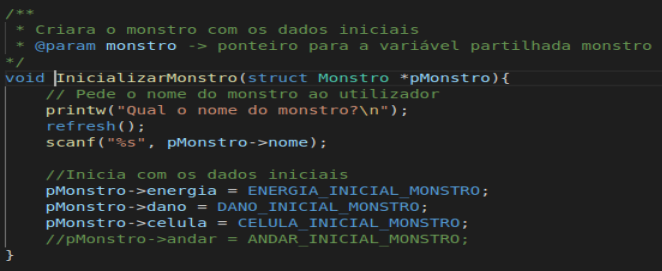 /**
 * Criara o monstro com os dados iniciais
 * @param monstro -> ponteiro para a variável partilhada monstro
*/
void InicializarMonstro(struct Monstro *pMonstro){
    // Pede o nome do monstro ao utilizador
    printw("Qual o nome do monstro?\n");
    refresh();
    scanf("%s", pMonstro->nome);

    //Inicia com os dados iniciais
    pMonstro->energia = ENERGIA_INICIAL_MONSTRO;
    pMonstro->dano = DANO_INICIAL_MONSTRO;
    pMonstro->celula = CELULA_INICIAL_MONSTRO;
    //pMonstro->andar = ANDAR_INICIAL_MONSTRO;
}